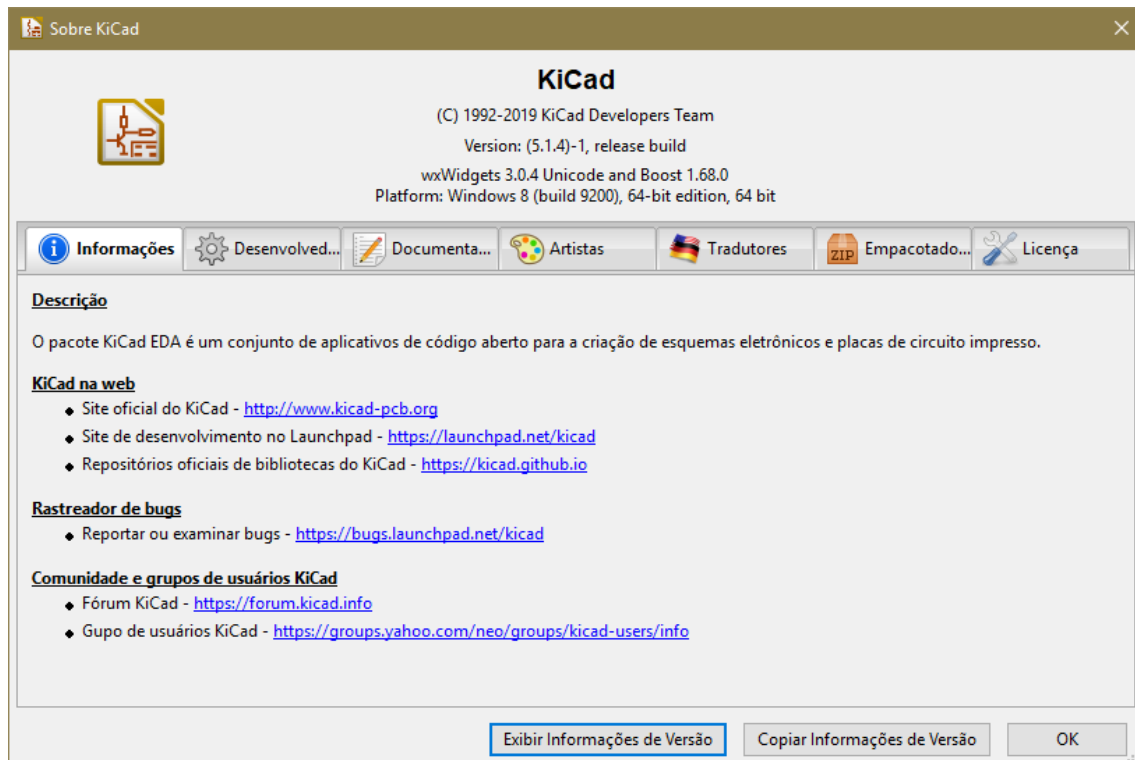 Sobre KiCad
KiCad
(C) 1992-2019 KiCad Developers Team
Version: (5.1.4)-1, release build
wxWidgets 3.0.4 Unicode and Boost 1.68.0
Platform: Windows 8 (build 9200), 64-bit edition, 64 bit
Informações Desenvolved... Documenta... Artistas Tradutores ZIP Empacotado... Licença
Descrição
O pacote KiCad EDA é um conjunto de aplicativos de código aberto para a criação de esquemas eletrônicos e placas de circuito impresso.
KiCad na web
● Site oficial do KiCad - http://www.kicad-pcb.org
● Site de desenvolvimento no Launchpad - https://launchpad.net/kicad
● Repositórios oficiais de bibliotecas do KiCad - https://kicad.github.io
Rastreador de bugs
● Reportar ou examinar bugs - https://bugs.launchpad.net/kicad
Comunidade e grupos de usuários KiCad
● Fórum KiCad - https://forum.kicad.info
● Gupo de usuários KiCad - https://groups.yahoo.com/neo/groups/kicad-users/info
Exibir Informações de Versão Copiar Informações de Versão OK